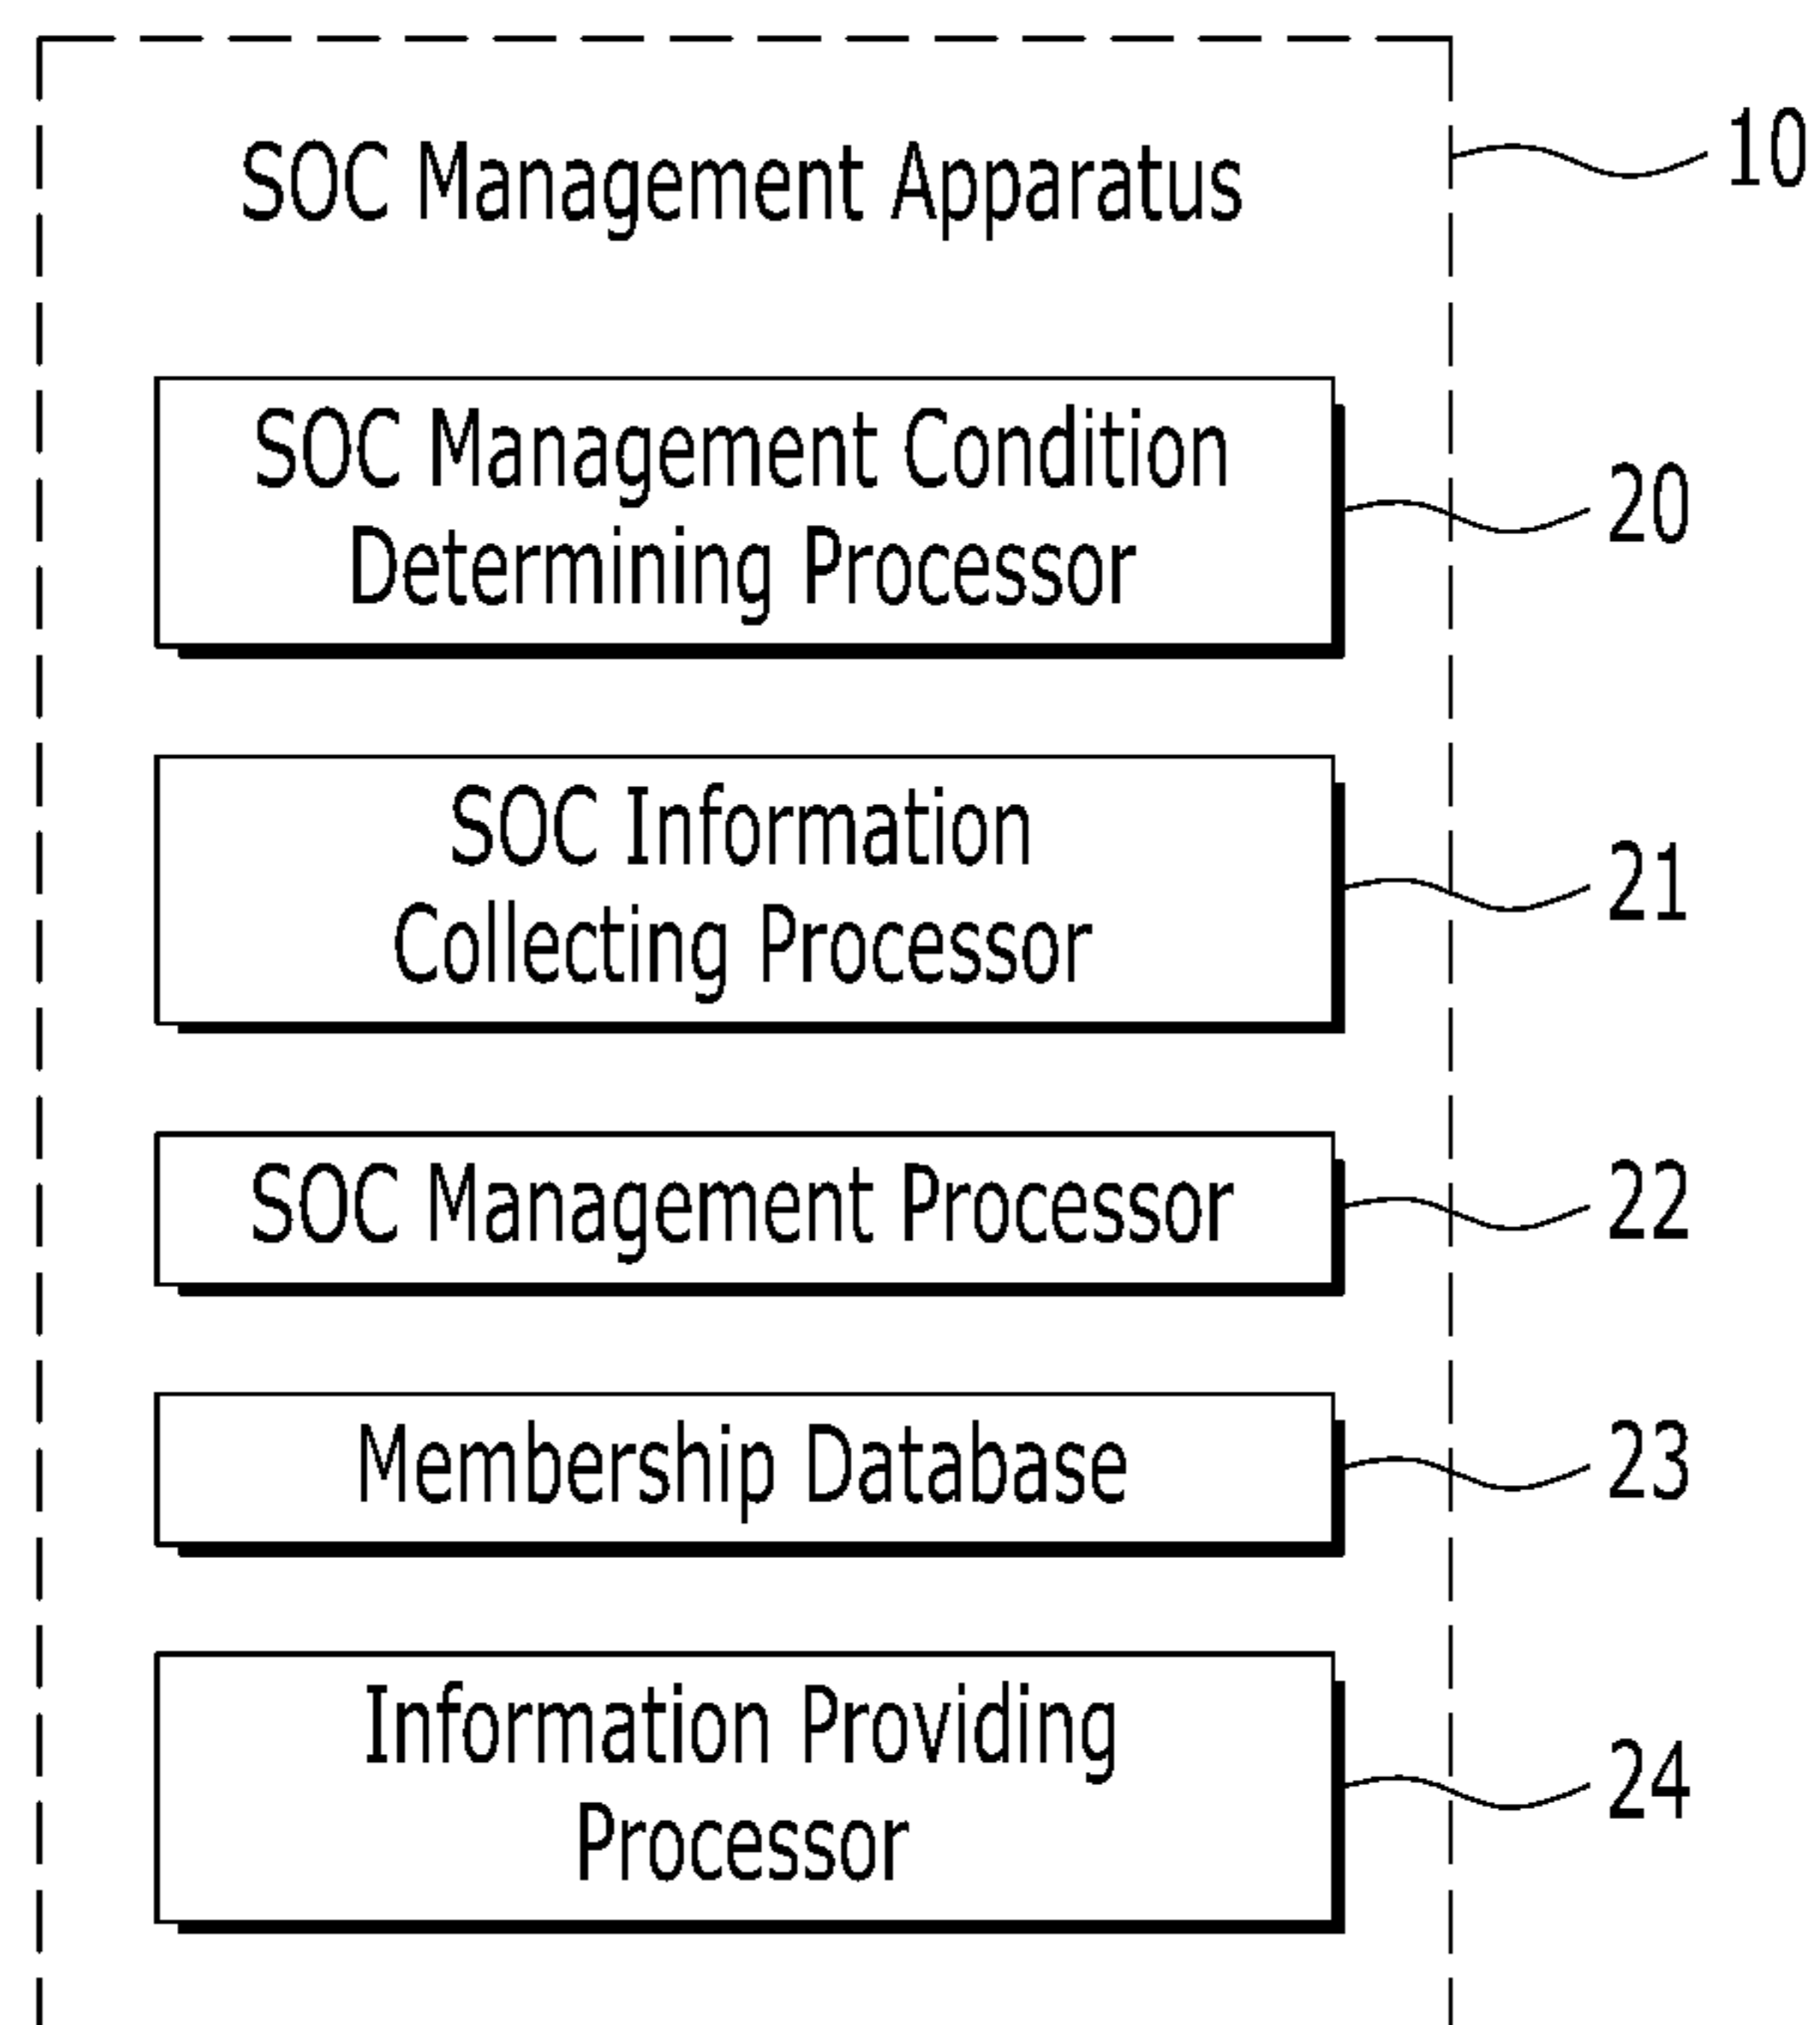 SOC Management Apparatus
10
SOC Management Condition
Determining Processor
20
SOC Information
Collecting Processor
21
SOC Management Processor
22
Membership Database
23
Information Providing
Processor
24